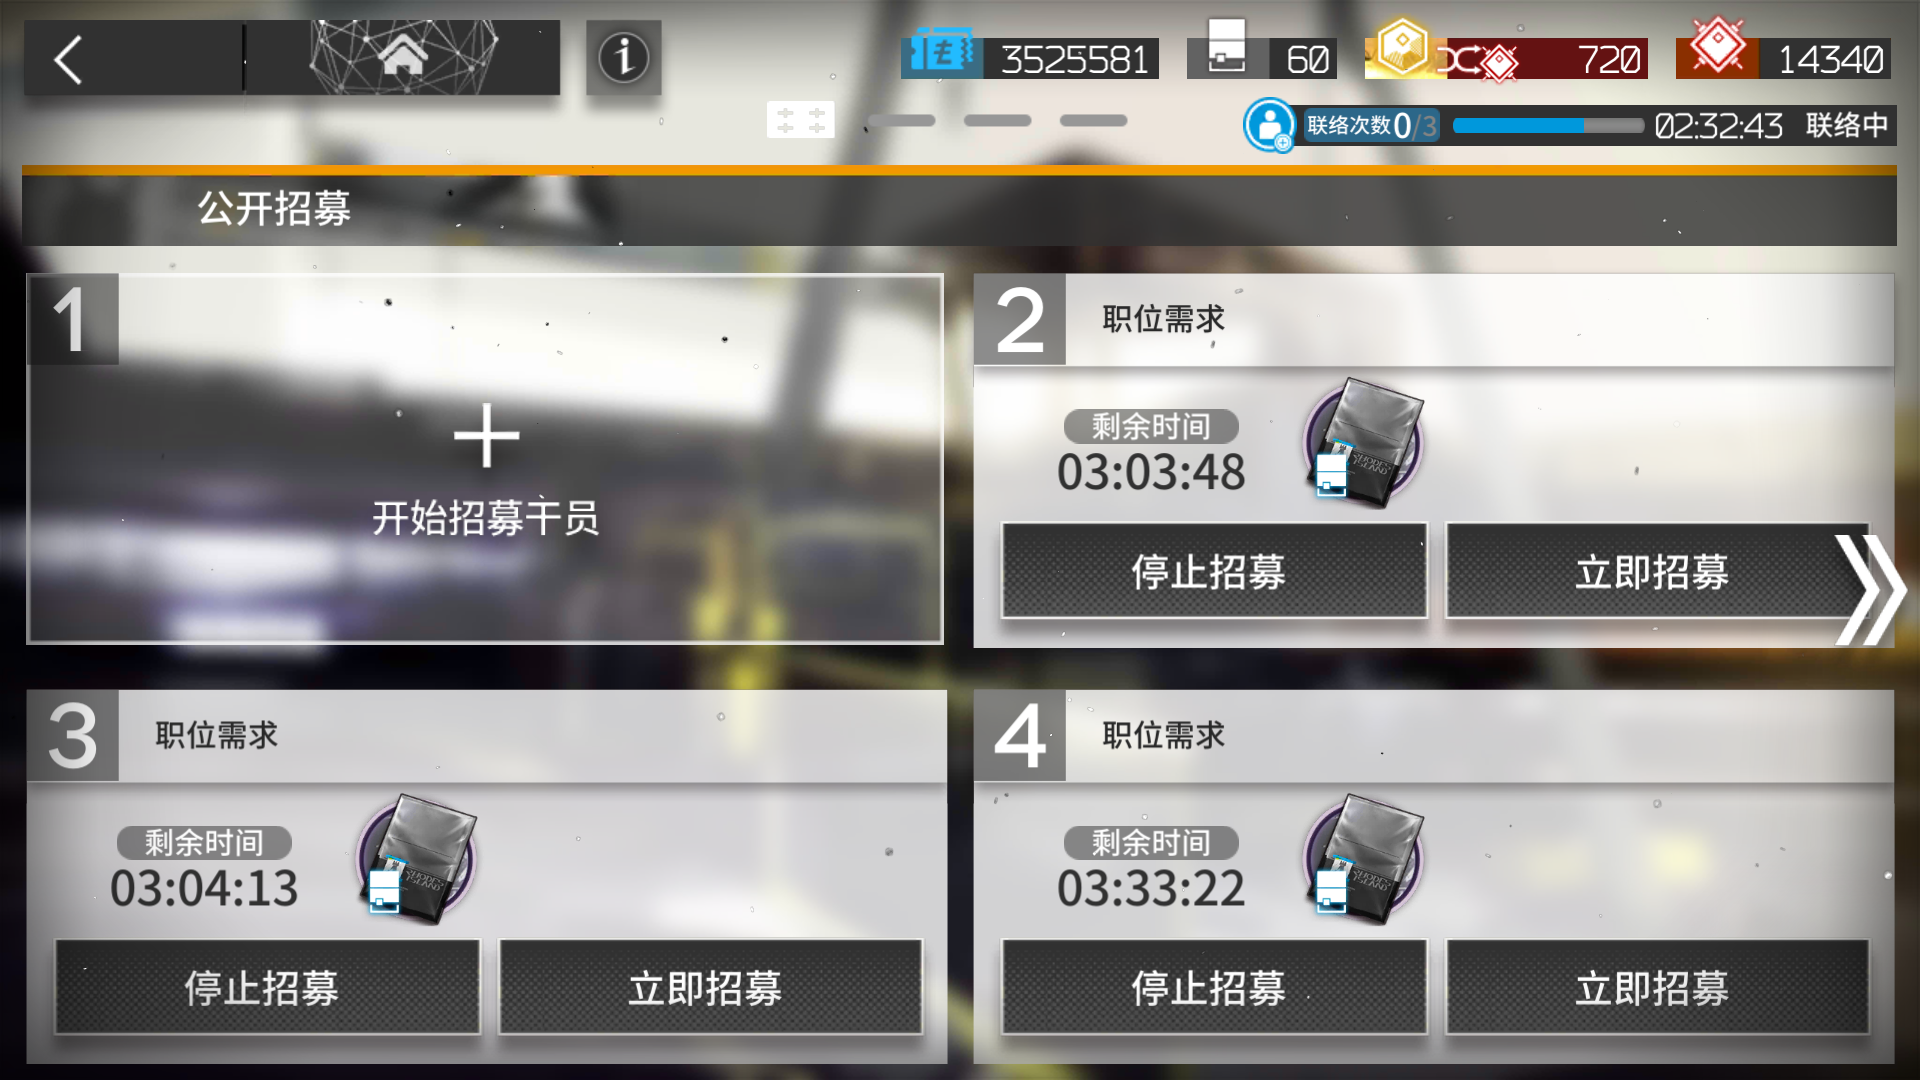 3525581
60
720
14340
联络次数0/3
02:32:43
联络中
公开招募
1
开始招募干员
2
职位需求
剩余时间
03:03:48
停止招募
立即招募
3
职位需求
剩余时间
03:04:13
停止招募
立即招募
4
职位需求
剩余时间
03:33:22
停止招募
立即招募
RHODES ISLAND